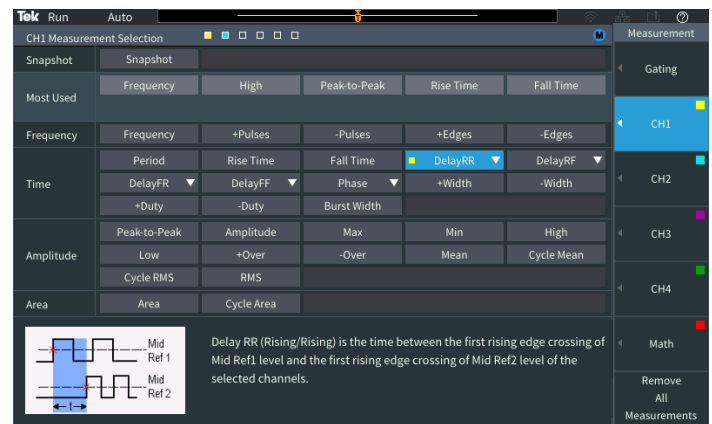 Tek Run Auto
CH1 Measurement Selection M Measurement
Snapshot Snapshot
Gating
Most Used Frequency High Peak-to-Peak Rise Time Fall Time
CH1
Frequency Frequency +Pulses -Pulses +Edges -Edges
Time Period Rise Time Fall Time DelayRR DelayRF
CH2
DelayFR DelayFF Phase +Width -Width
+Duty -Duty Burst Width
CH3
Amplitude Peak-to-Peak Amplitude Max Min High
Low +Over -Over Mean Cycle Mean
Cycle RMS RMS
CH4
Area Area Cycle Area
Mid
Ref 1
Mid
Ref 2
t
Delay RR (Rising/Rising) is the time between the first rising edge crossing of
Mid Ref1 level and the first rising edge crossing of Mid Ref2 level of the
selected channels.
Math
Remove
All
Measurements